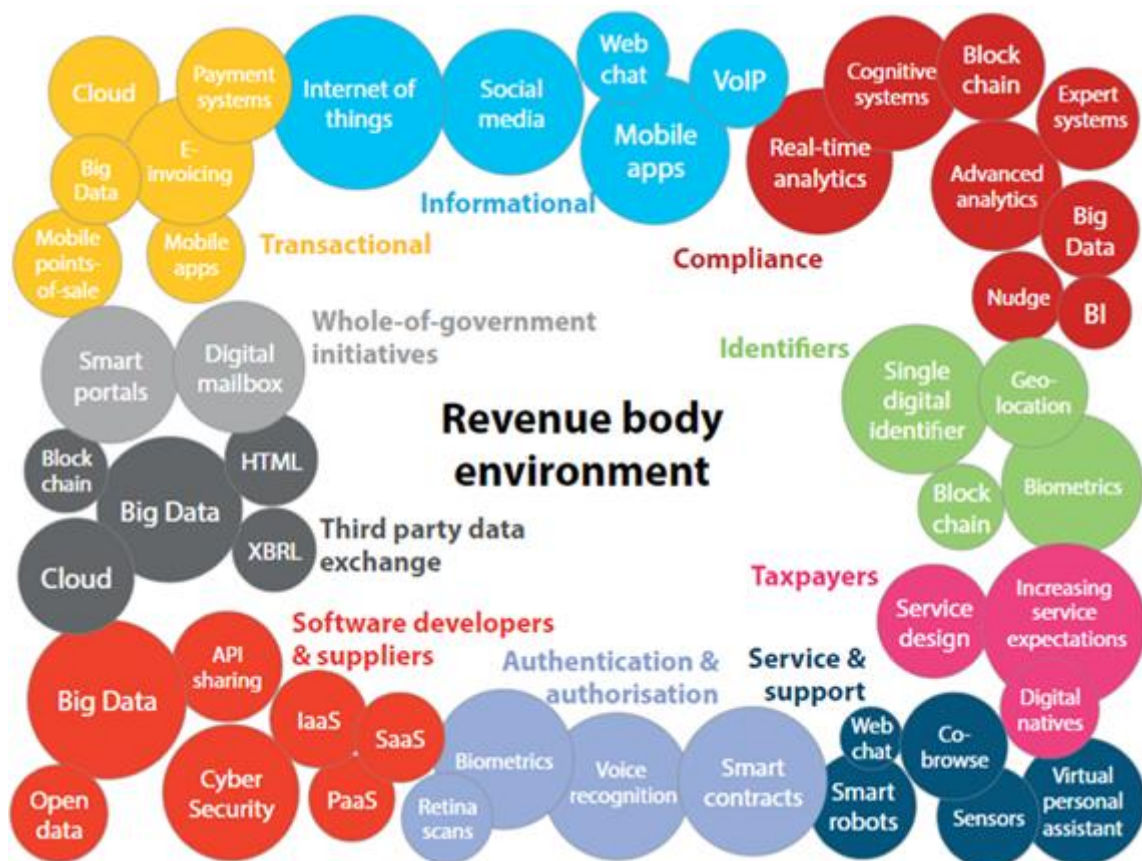 Cloud
Payment
systems
E-
invoicing
Big
Data
Mobile
points-
of-sale
Mobile
apps
Transactional
Internet of
things
Social
media
Web
chat
Mobile
apps
VoIP
Informational
Real-time
analytics
Cognitive
systems
Block
chain
Expert
systems
Advanced
analytics
Big
Data
Nudge
BI
Compliance
Whole-of-government
initiatives
Smart
portals
Digital
mailbox
Identifiers
Single
digital
identifier
Geo-
location
Block
chain
Biometrics
Revenue body
environment
Block
chain
Big Data
HTML
XBRL
Cloud
Third party data
exchange
Taxpayers
Service
design
Increasing
service
expectations
Digital
natives
Software developers
& suppliers
Big Data
API
sharing
IaaS
SaaS
PaaS
Cyber
Security
Open
data
Authentication &
authorisation
Biometrics
Retina
scans
Voice
recognition
Smart
contracts
Service &
support
Web
chat
Co-
browse
Smart
robots
Sensors
Virtual
personal
assistant